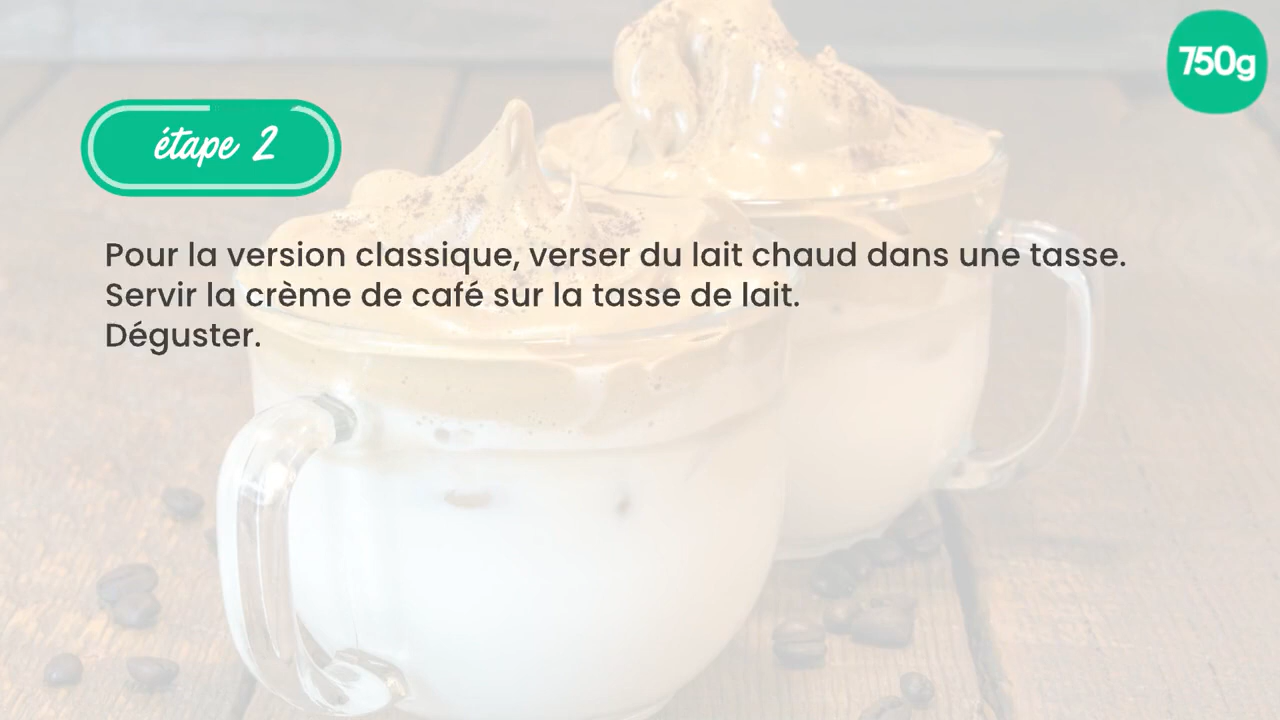 750g
étape 2
Pour la version classique, verser du lait chaud dans une tasse.
Servir la crème de café sur la tasse de lait.
Déguster.